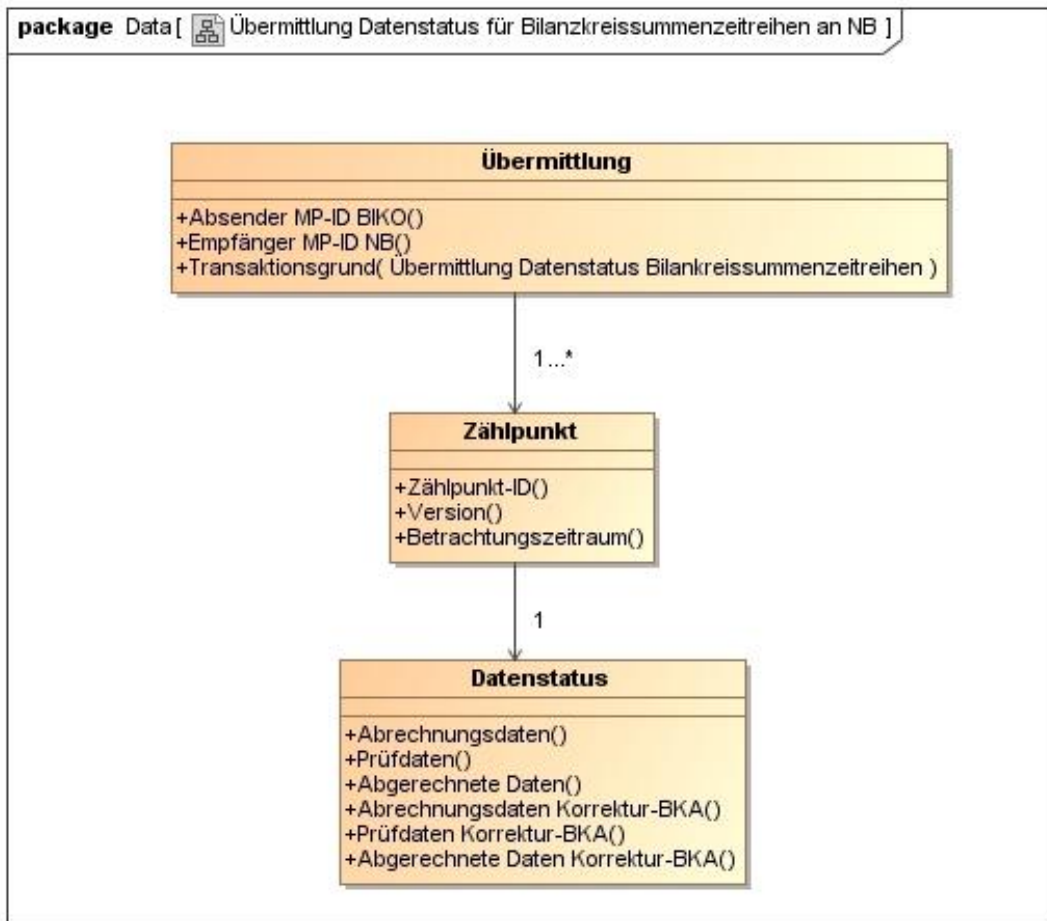 package Data [ Übermittlung Datenstatus für Bilanzkreissummenzeitreihen an NB ]
Übermittlung
+Absender MP-ID BIKO()
+Empfänger MP-ID NB()
+Transaktionsgrund( Übermittlung Datenstatus Bilankreissummenzeitreihen )
1...*
Zählpunkt
+Zählpunkt-ID()
+Version()
+Betrachtungszeitraum()
1
Datenstatus
+Abrechnungsdaten()
+Prüfdaten()
+Abgerechnete Daten()
+Abrechnungsdaten Korrektur-BKA()
+Prüfdaten Korrektur-BKA()
+Abgerechnete Daten Korrektur-BKA()